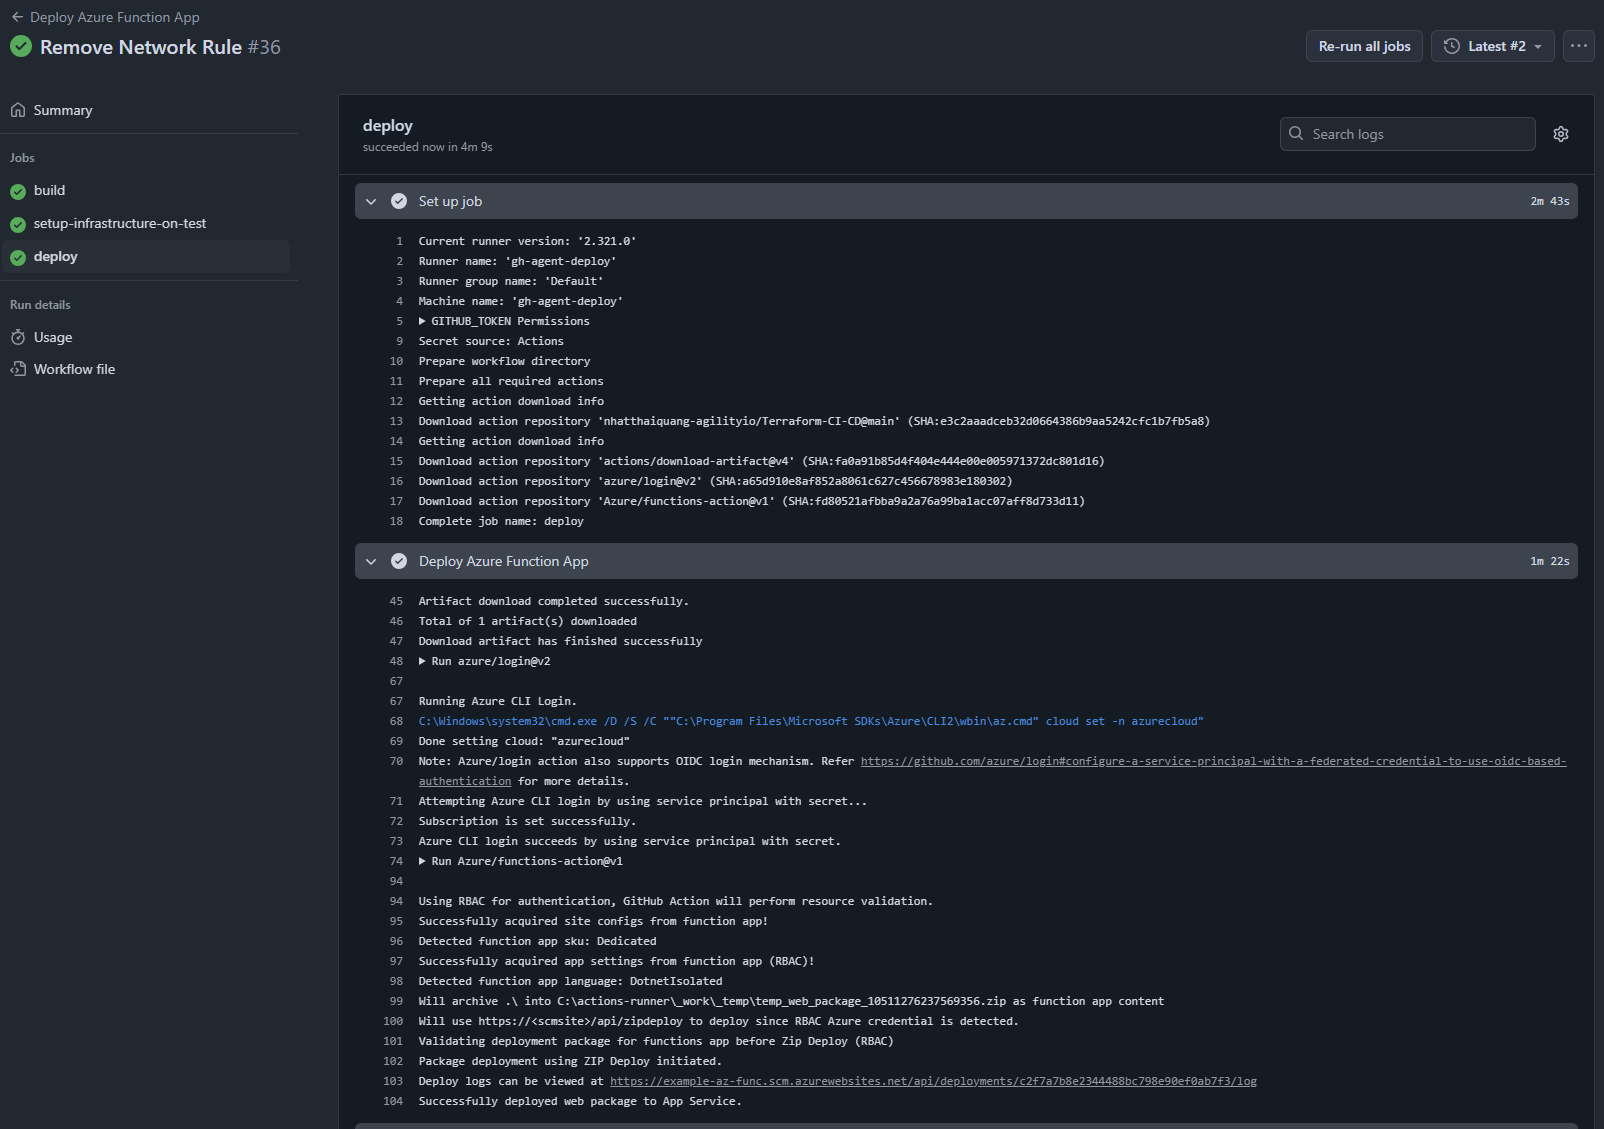 Deploy Azure Function App
Remove Network Rule #36
Re-run all jobs
Latest #2
Summary
Jobs
build
setup-infrastructure-on-test
deploy
Run details
Usage
Workflow file
deploy
succeeded now in 4m 9s
Search logs
Set up job 2m 43s
1 Current runner version: '2.321.0'
2 Runner name: 'gh-agent-deploy'
3 Runner group name: 'Default'
4 Machine name: 'gh-agent-deploy'
5 GITHUB_TOKEN Permissions
9 Secret source: Actions
10 Prepare workflow directory
11 Prepare all required actions
12 Getting action download info
13 Download action repository 'nhatthaiquang-agilityio/Terraform-CI-CD@main' (SHA:e3c2aaadceb32d0664386b9aa5242cfc1b7fb5a8)
14 Getting action download info
15 Download action repository 'actions/download-artifact@v4' (SHA:fa0a91b85d4f404e444e00e005971372dc801d16)
16 Download action repository 'azure/login@v2' (SHA:a65d910e8af852a8061c627c456678983e180302)
17 Download action repository 'Azure/functions-action@v1' (SHA:fd80521afbba9a2a76a99ba1acc07aff8d733d11)
18 Complete job name: deploy
Deploy Azure Function App 1m 22s
45 Artifact download completed successfully.
46 Total of 1 artifact(s) downloaded
47 Download artifact has finished successfully
48 Run azure/login@v2
67
67 Running Azure CLI Login.
68 C:\Windows\system32\cmd.exe /D /S /C ""C:\Program Files\Microsoft SDKs\Azure\CLI2\wbin\az.cmd" cloud set -n azurecloud"
69 Done setting cloud: "azurecloud"
70 Note: Azure/login action also supports OIDC login mechanism. Refer https://github.com/azure/login#configure-a-service-principal-with-a-federated-credential-to-use-oidc-based-
authentication for more details.
71 Attempting Azure CLI login by using service principal with secret...
72 Subscription is set successfully.
73 Azure CLI login succeeds by using service principal with secret.
74 Run Azure/functions-action@v1
94
94 Using RBAC for authentication, GitHub Action will perform resource validation.
95 Successfully acquired site configs from function app!
96 Detected function app sku: Dedicated
97 Successfully acquired app settings from function app (RBAC)!
98 Detected function app language: DotnetIsolated
99 Will archive .\ into C:\actions-runner\_work\_temp\temp_web_package_10511276237569356.zip as function app content
100 Will use https://<scmsite>/api/zipdeploy to deploy since RBAC Azure credential is detected.
101 Validating deployment package for functions app before Zip Deploy (RBAC)
102 Package deployment using ZIP Deploy initiated.
103 Deploy logs can be viewed at https://example-az-func.scm.azurewebsites.net/api/deployments/c2f7a7b8e2344488bc798e90ef0ab7f3/log
104 Successfully deployed web package to App Service.